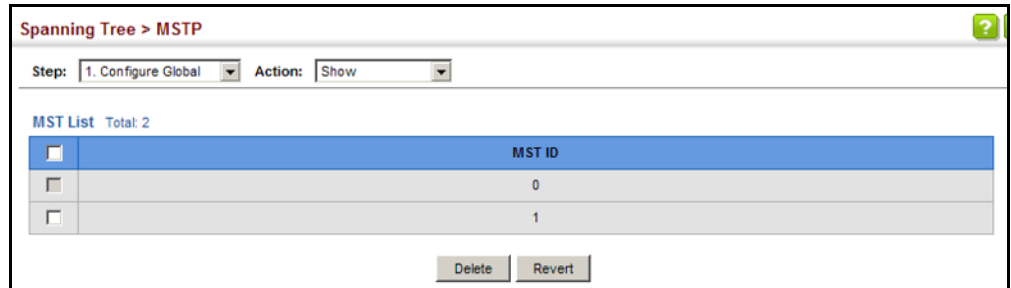 Spanning Tree > MSTP
?
Step: 1. Configure Global Action: Show
MST List Total: 2
MST ID
0
1
Delete Revert